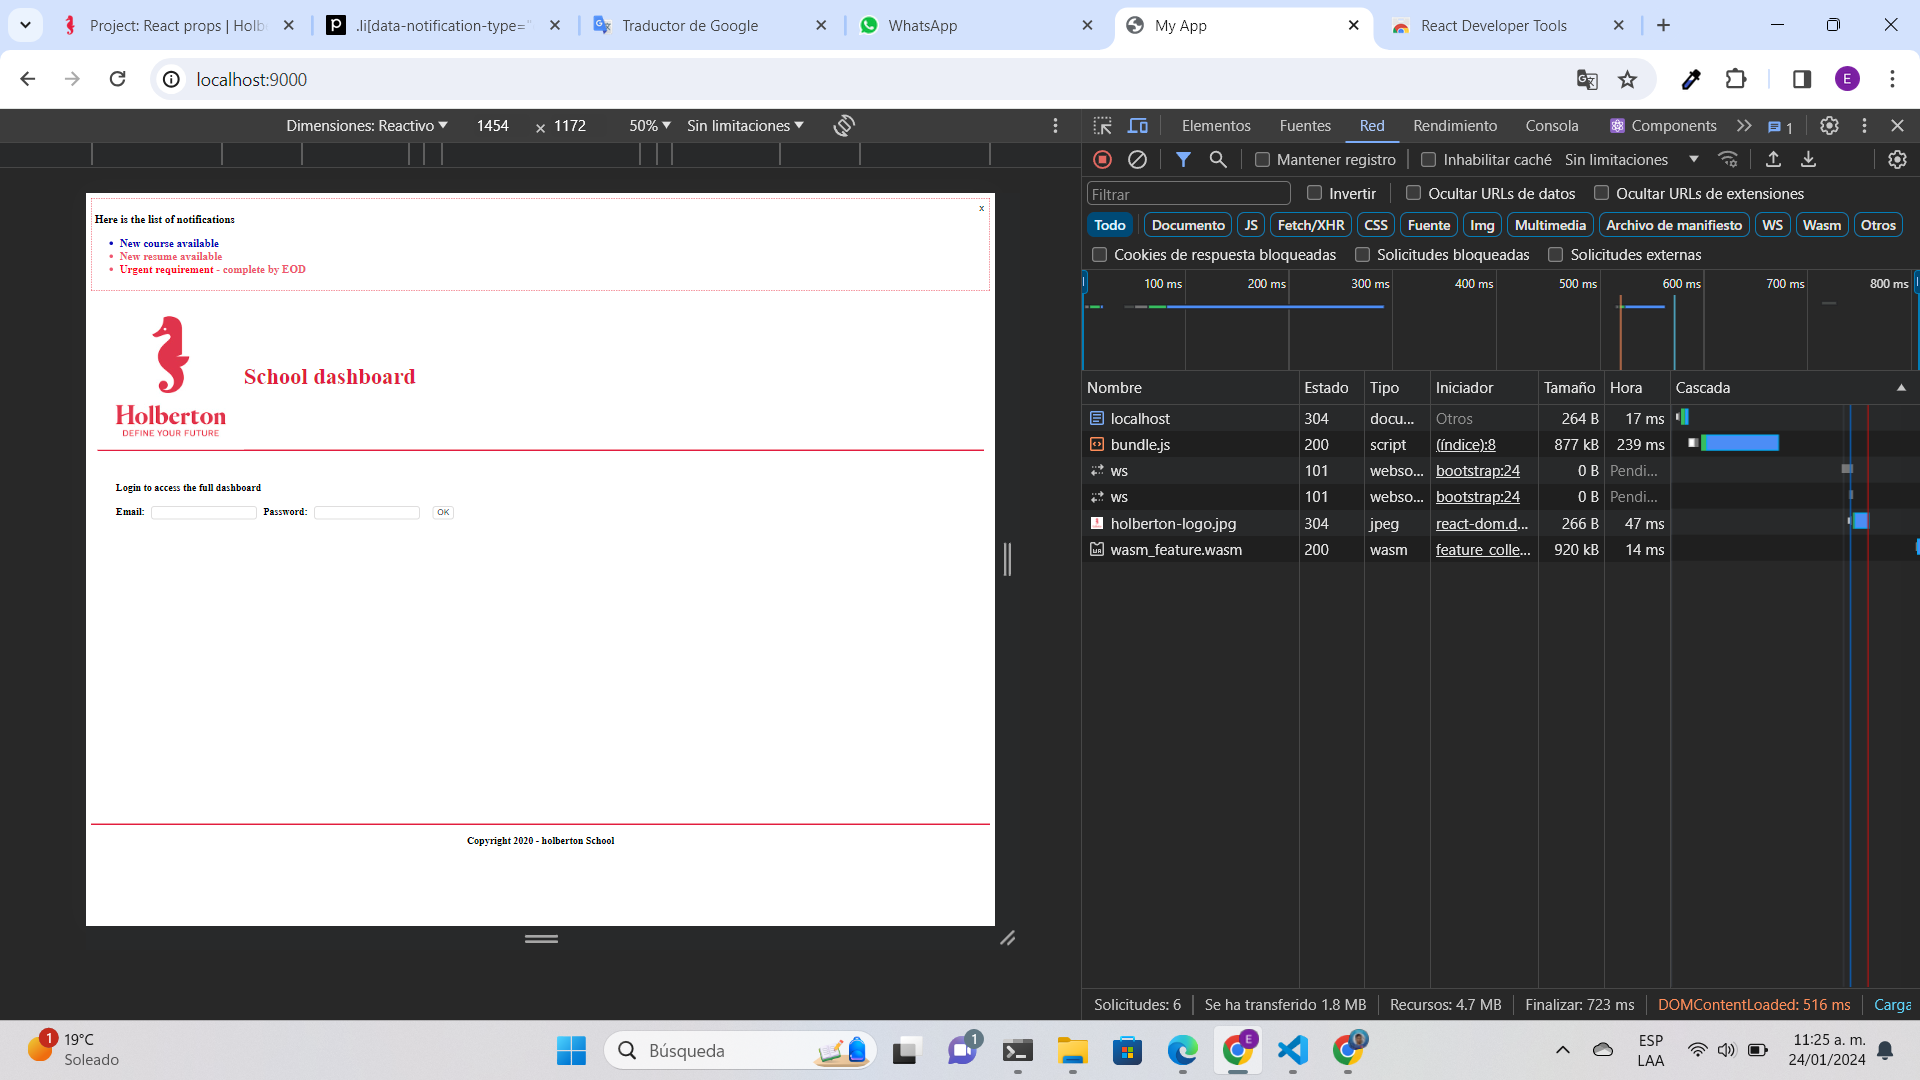 Project: React props | Holb
.li[data-notification-type="
Traductor de Google
WhatsApp
My App
React Developer Tools
localhost:9000
E
Dimensiones: Reactivo
1454
x
1172
50%
Sin limitaciones
Elementos
Fuentes
Red
Rendimiento
Consola
Components
1
Mantener registro
Inhabilitar caché
Sin limitaciones
Filtrar
Invertir
Ocultar URLs de datos
Ocultar URLs de extensiones
Todo
Documento
JS
Fetch/XHR
CSS
Fuente
Img
Multimedia
Archivo de manifiesto
WS
Wasm
Otros
Cookies de respuesta bloqueadas
Solicitudes bloqueadas
Solicitudes externas
100 ms
200 ms
300 ms
400 ms
500 ms
600 ms
700 ms
800 ms
Nombre Estado Tipo Iniciador Tamaño Hora Cascada
localhost 304 docu... Otros 264 B 17 ms
bundle.js 200 script (índice):8 877 kB 239 ms
ws 101 webso... bootstrap:24 0 B Pendi...
ws 101 webso... bootstrap:24 0 B Pendi...
holberton-logo.jpg 304 jpeg react-dom.d... 266 B 47 ms
wasm_feature.wasm 200 wasm feature_colle... 920 kB 14 ms
Solicitudes: 6
Se ha transferido 1.8 MB
Recursos: 4.7 MB
Finalizar: 723 ms
DOMContentLoaded: 516 ms
Carga
x
Here is the list of notifications
New course available
New resume available
Urgent requirement - complete by EOD
Holberton
DEFINE YOUR FUTURE
School dashboard
Login to access the full dashboard
Email:
Password:
OK
Copyright 2020 - holberton School
1
19°C
Soleado
Búsqueda
1
E
ESP
LAA
11:25 a. m.
24/01/2024